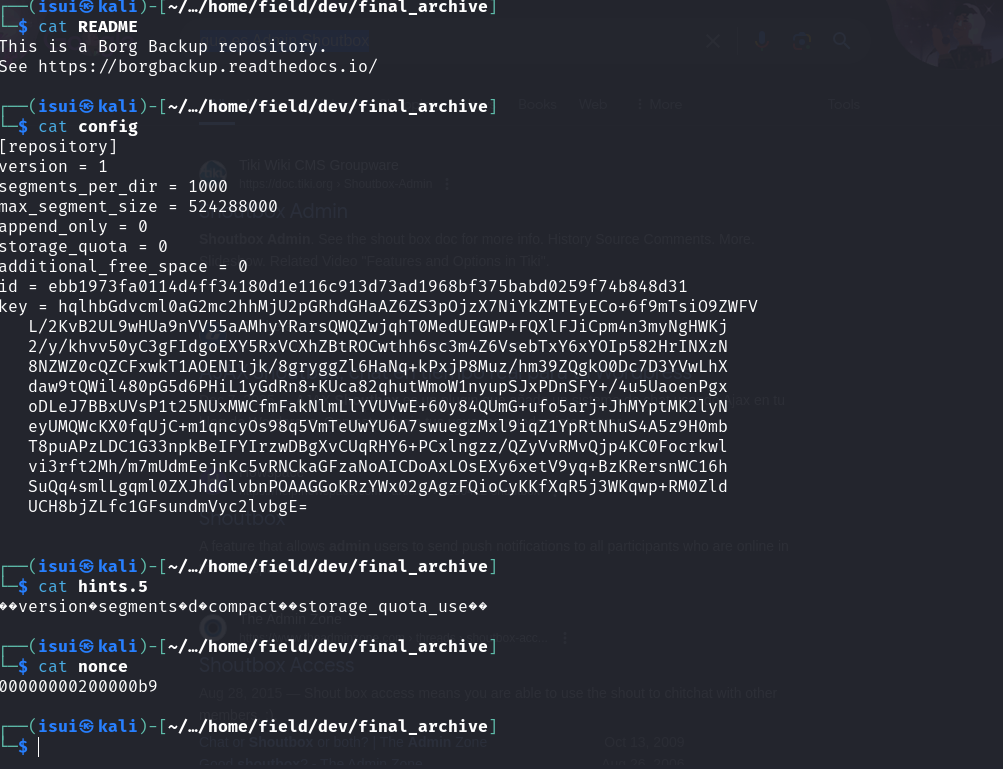 ┌──(isui㉿kali)-[~/…/home/field/dev/final_archive]
└─$ cat README
This is a Borg Backup repository.
See https://borgbackup.readthedocs.io/
┌──(isui㉿kali)-[~/…/home/field/dev/final_archive]
└─$ cat config
[repository]
version = 1
segments_per_dir = 1000
max_segment_size = 524288000
append_only = 0
storage_quota = 0
additional_free_space = 0
id = ebb1973fa0114d4ff34180d1e116c913d73ad1968bf375babd0259f74b848d31
key = hqlhbGdvcml0aG2mc2hhMjU2pGRhdGHaAZ6ZS3pOjzX7NiYkZMTEyECo+6f9mTsiO9ZWFV
L/2KvB2UL9wHUa9nVV55aAMhyYRarsQWQZwjqhT0MedUEGWP+FQXlFJiCpm4n3myNgHWKj
2/y/khvv50yC3gFIdgoEXY5RxVCXhZBtROCwthh6sc3m4Z6VsebTxY6xYOIp582HrINXzN
8NZWZ0cQZCFxwkT1AOENIljk/8gryggZl6HaNq+kPxjP8Muz/hm39ZQgkO0Dc7D3YVwLhX
daw9tQWil480pG5d6PHiL1yGdRn8+KUca82qhutWmoW1nyupSJxPDnSFY+/4u5UaoenPgx
oDLeJ7BBxUVsP1t25NUxMWCfmFakNlmLlYVUVwE+60y84QUmG+ufo5arj+JhMYptMK2lyN
eyUMQWcKX0fqUjC+m1qncyOs98q5VmTeUwYU6A7swuegzMxl9iqZ1YpRtNhuS4A5z9H0mb
T8puAPzLDC1G33npkBeIFYIrzwDBgXvCUqRHY6+PCxlngzz/QZyVvRMvQjp4KC0Focrkwl
vi3rft2Mh/m7mUdmEejnKc5vRNCkaGFzaNoAICDoAxLOsEXy6xetV9yq+BzKRersnWC16h
SuQq4smlLgqml0ZXJhdGlvbnPOAAGGoKRzYWx02gAgzFQioCyKKfXqR5j3WKqwp+RM0Zld
UCH8bjZLfc1GFsundmVyc2lvbgE=
┌──(isui㉿kali)-[~/…/home/field/dev/final_archive]
└─$ cat hints.5
��version�segments�d�compact��storage_quota_use��
┌──(isui㉿kali)-[~/…/home/field/dev/final_archive]
└─$ cat nonce
00000000200000b9
┌──(isui㉿kali)-[~/…/home/field/dev/final_archive]
└─$